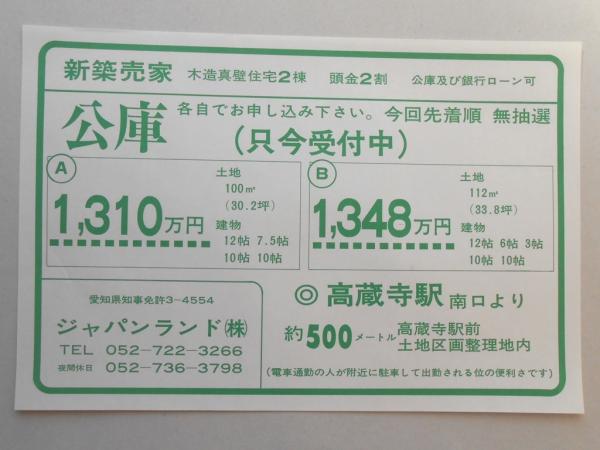 新築売家 木造真壁住宅2棟 頭金2割 公庫及び銀行ローン可
公庫 各自でお申し込み下さい。今回先着順 無抽選
(只今受付中)
A
1,310万円
土地
100㎡
(30.2坪)
建物
12帖 7.5帖
10帖 10帖
B
1,348万円
土地
112㎡
(33.8坪)
建物
12帖 6帖 3帖
10帖 10帖
愛知県知事免許3-4554
ジャパンランド㈱
TEL 052-722-3266
夜間休日 052-736-3798
◎ 高蔵寺駅 南口より
約500メートル 高蔵寺駅前
土地区画整理地内
(電車通勤の人が附近に駐車して出勤される位の便利さです)